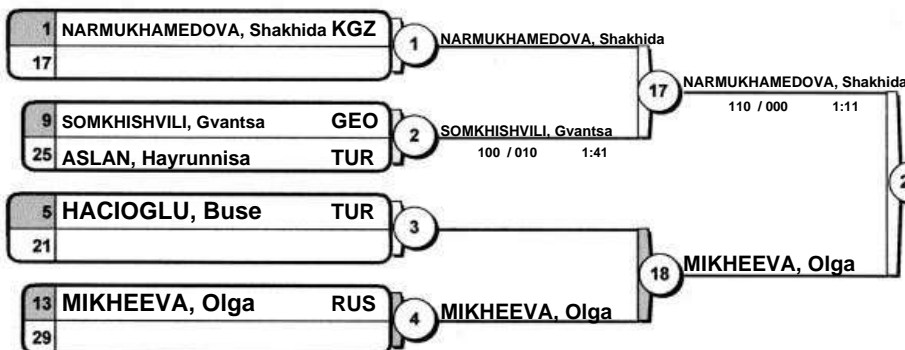 1 NARMUKHAMEDOVA, Shakhida KGZ
17
1
NARMUKHAMEDOVA, Shakhida
17
NARMUKHAMEDOVA, Shakhida
110 / 000 1:11
9 SOMKHISHVILI, Gvantsa GEO
25 ASLAN, Hayrunnisa TUR
2
SOMKHISHVILI, Gvantsa
100 / 010 1:41
5 HACIOGLU, Buse TUR
21
3
18
MIKHEEVA, Olga
13 MIKHEEVA, Olga RUS
29
4
MIKHEEVA, Olga